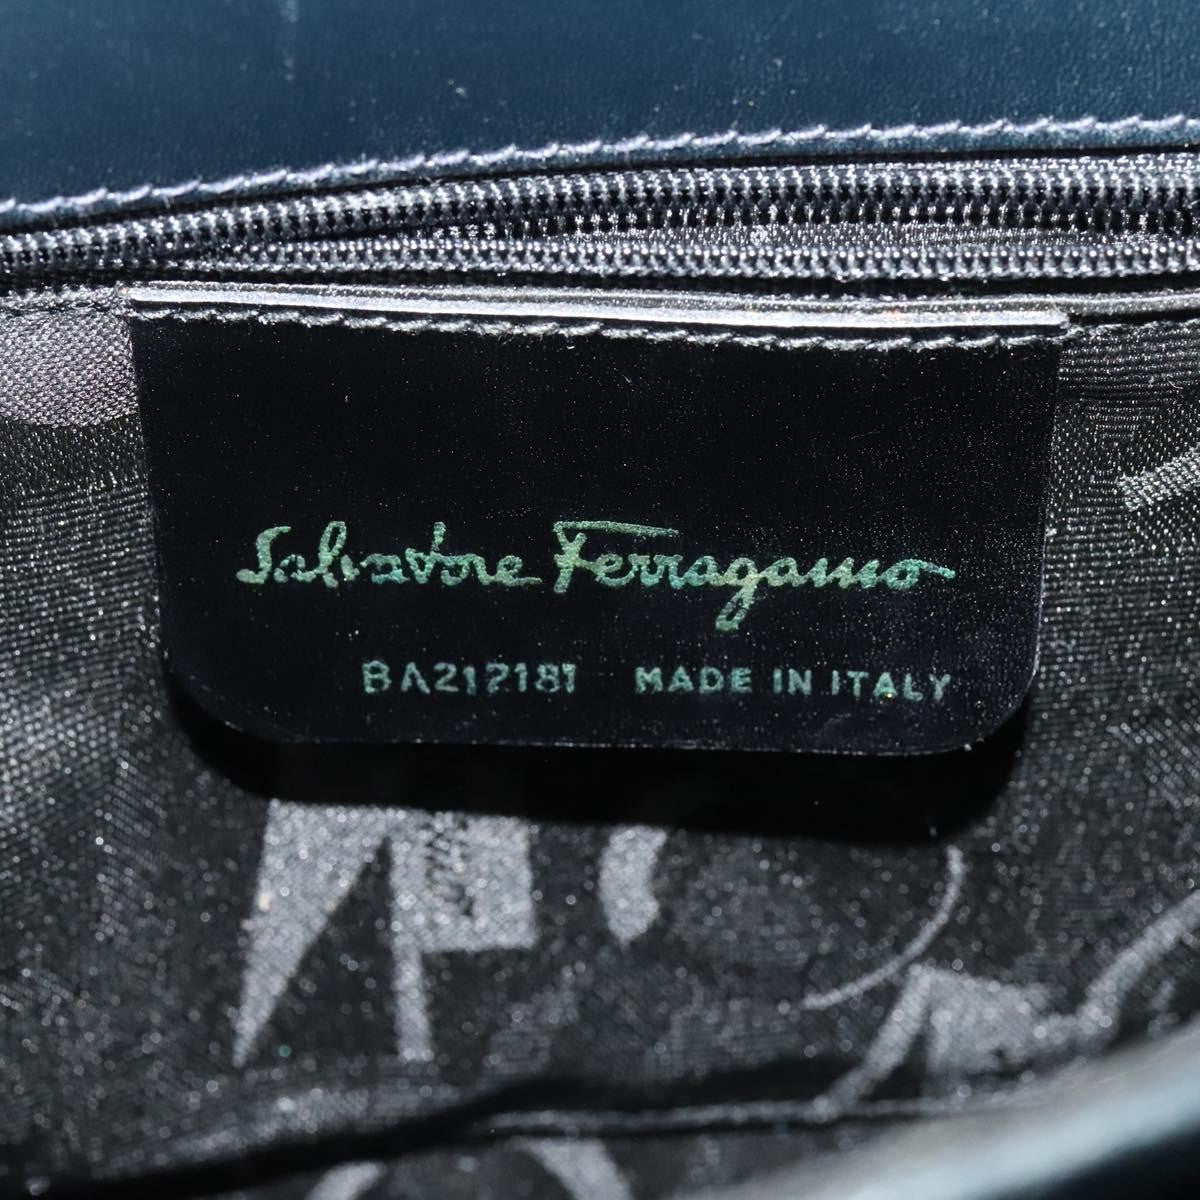 Salvatore Ferragamo
BA212181 MADE IN ITALY